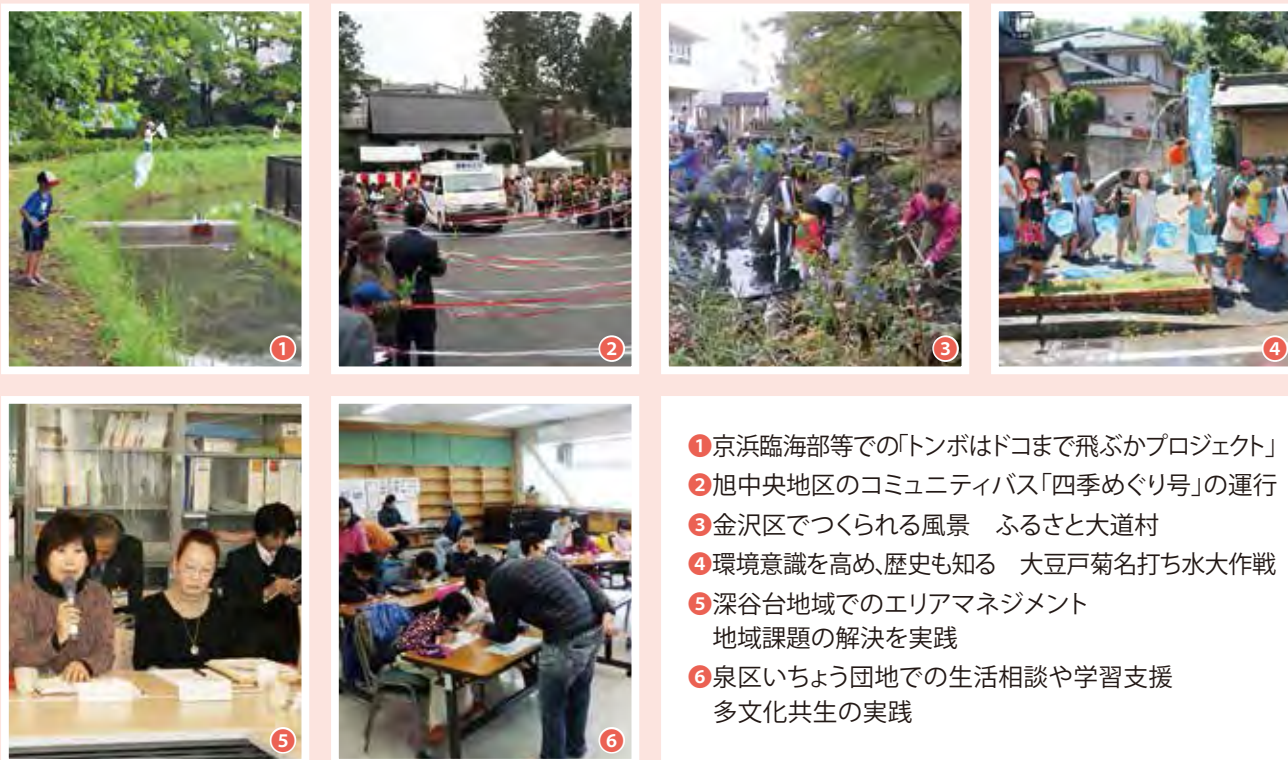 1
2
3
4
5
6
❶京浜臨海部等での「トンボはドコまで飛ぶかプロジェクト」
❷旭中央地区のコミュニティバス「四季めぐり号」の運行
❸金沢区でつくられる風景　ふるさと大道村
❹環境意識を高め、歴史も知る　大豆戸菊名打ち水大作戦
❺深谷台地域でのエリアマネジメント
地域課題の解決を実践
❻泉区いちょう団地での生活相談や学習支援
多文化共生の実践